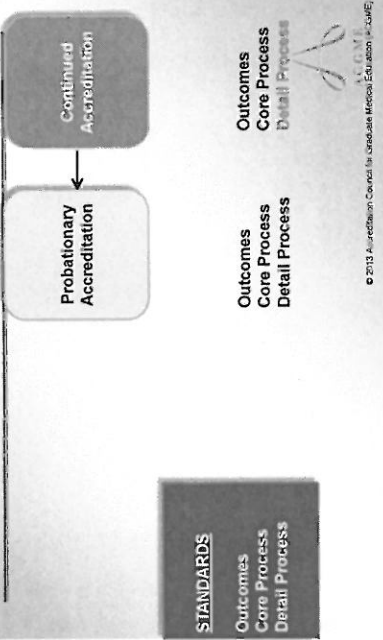 Probationary
Accreditation
Continued
Accreditation
STANDARDS
Outcomes
Core Process
Detail Process
Outcomes
Core Process
Detail Process
Outcomes
Core Process
Detail Process
ACGME
© 2013 Accreditation Council for Graduate Medical Education (ACGME)